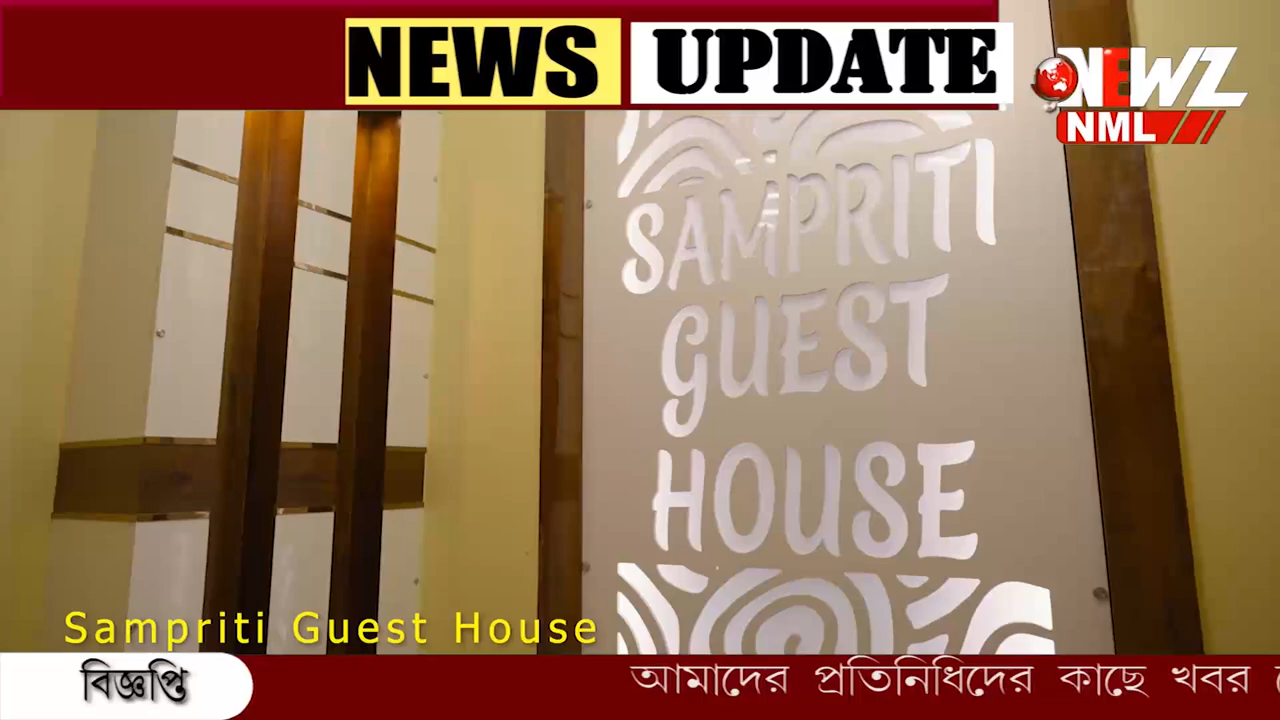 NEWS UPDATE
NEWZ
NML
SAMPRITI
GUEST
HOUSE
Sampriti Guest House
বিজ্ঞপ্তি
আমাদের প্রতিনিধিদের কাছে খবর